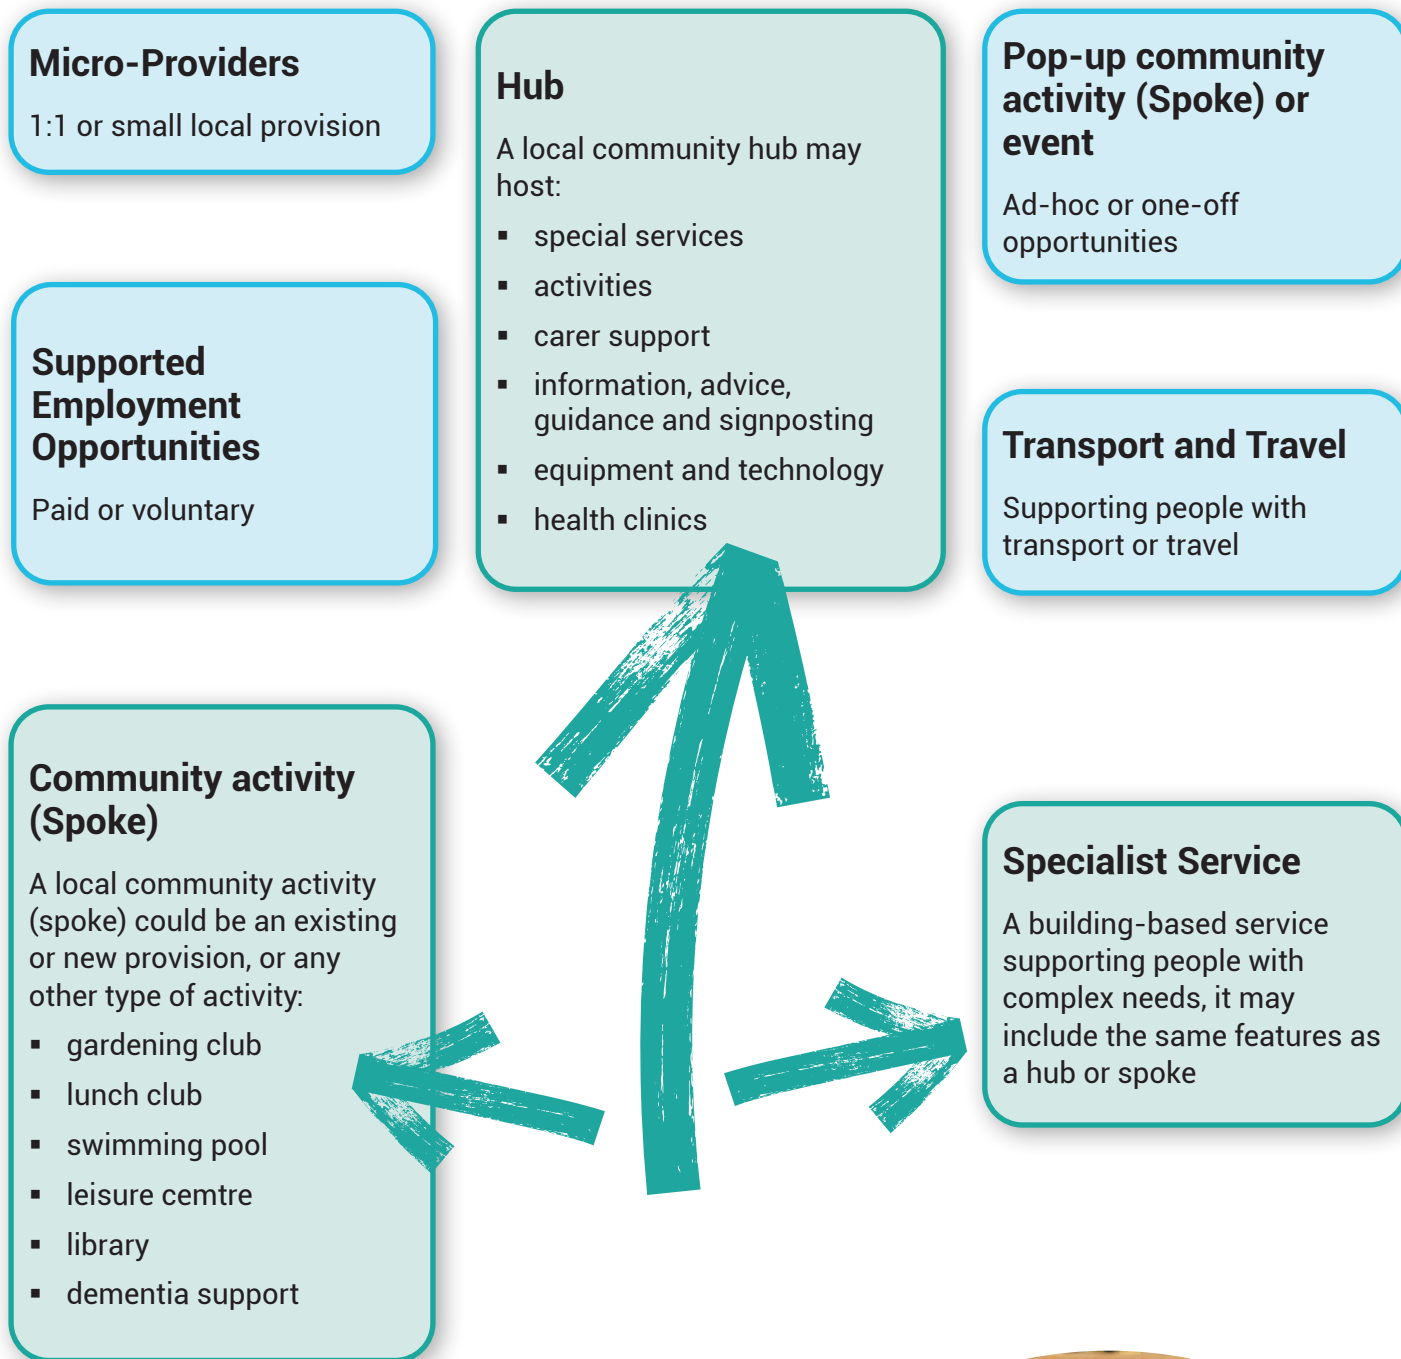 Micro-Providers
1:1 or small local provision
Supported
Employment
Opportunities
Paid or voluntary
Hub
A local community hub may
host:
▪ special services
▪ activities
▪ carer support
▪ information, advice,
guidance and signposting
▪ equipment and technology
▪ health clinics
Pop-up community
activity (Spoke) or
event
Ad-hoc or one-off
opportunities
Transport and Travel
Supporting people with
transport or travel
Community activity
(Spoke)
A local community activity
(spoke) could be an existing
or new provision, or any
other type of activity:
▪ gardening club
▪ lunch club
▪ swimming pool
▪ leisure cemtre
▪ library
▪ dementia support
Specialist Service
A building-based service
supporting people with
complex needs, it may
include the same features as
a hub or spoke